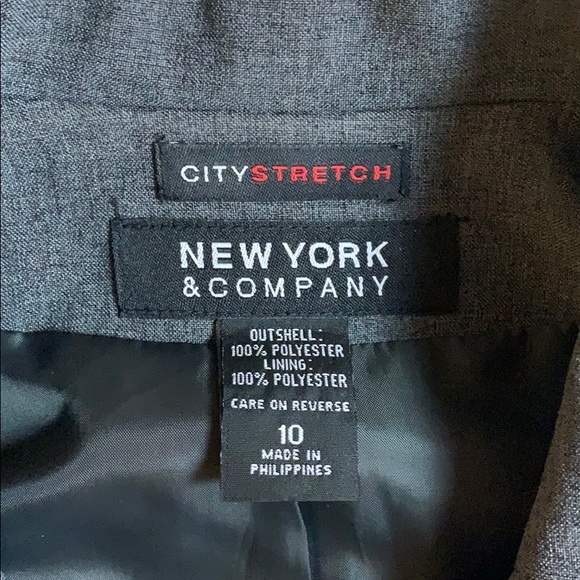 CITYSTRETCH
NEW YORK
& COMPANY
OUTSHELL:
100% POLYESTER
LINING:
100% POLYESTER
CARE ON REVERSE
10
MADE IN
PHILIPPINES